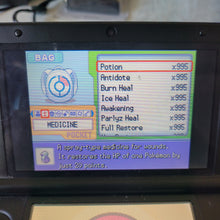 BAG
Potion x995
Antidote x995
Burn Heal x995
Ice Heal x995
Awakening x995
Parlyz Heal x995
Full Restore x995
MEDICINE
POCKET
A spray-type medicine for wounds.
It restores the HP of one Pokémon by
just 20 points.